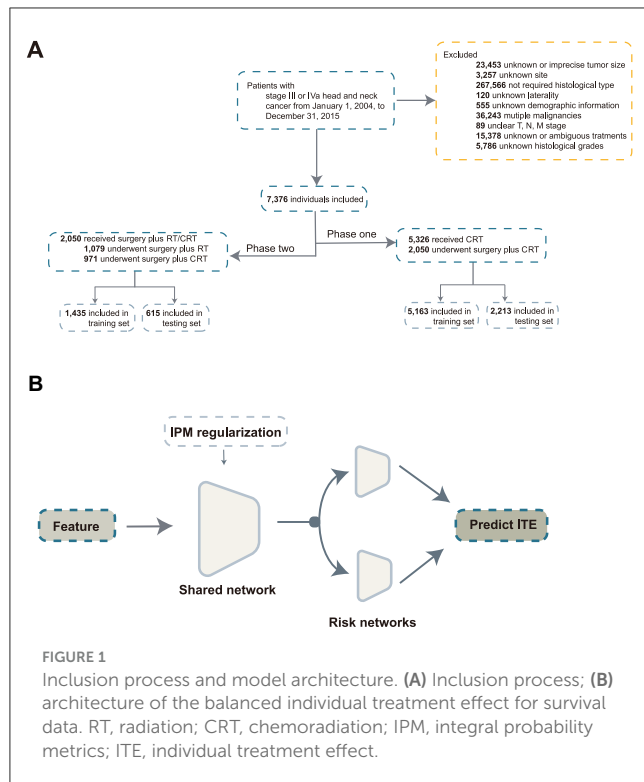 A
Patients with
stage III or IVa head and neck
cancer from January 1, 2004, to
December 31, 2015
Excluded
23,453 unknown or imprecise tumor size
3,257 unknown site
267,566 not required histological type
120 unknown laterality
555 unknown demographic information
36,243 mutiple malignancies
89 unclear T, N, M stage
15,378 unknown or ambiguous tratments
5,786 unknown histological grades
7,376 individuals included
2,050 received surgery plus RT/CRT
1,079 underwent surgery plus RT
971 underwent surgery plus CRT
Phase two
Phase one
5,326 received CRT
2,050 underwent surgery plus CRT
1,435 included in
training set
615 included in
testing set
5,163 included in
training set
2,213 included in
testing set
B
IPM regularization
Feature
Shared network
Risk networks
Predict ITE
FIGURE 1
Inclusion process and model architecture. (A) Inclusion process; (B)
architecture of the balanced individual treatment effect for survival
data. RT, radiation; CRT, chemoradiation; IPM, integral probability
metrics; ITE, individual treatment effect.